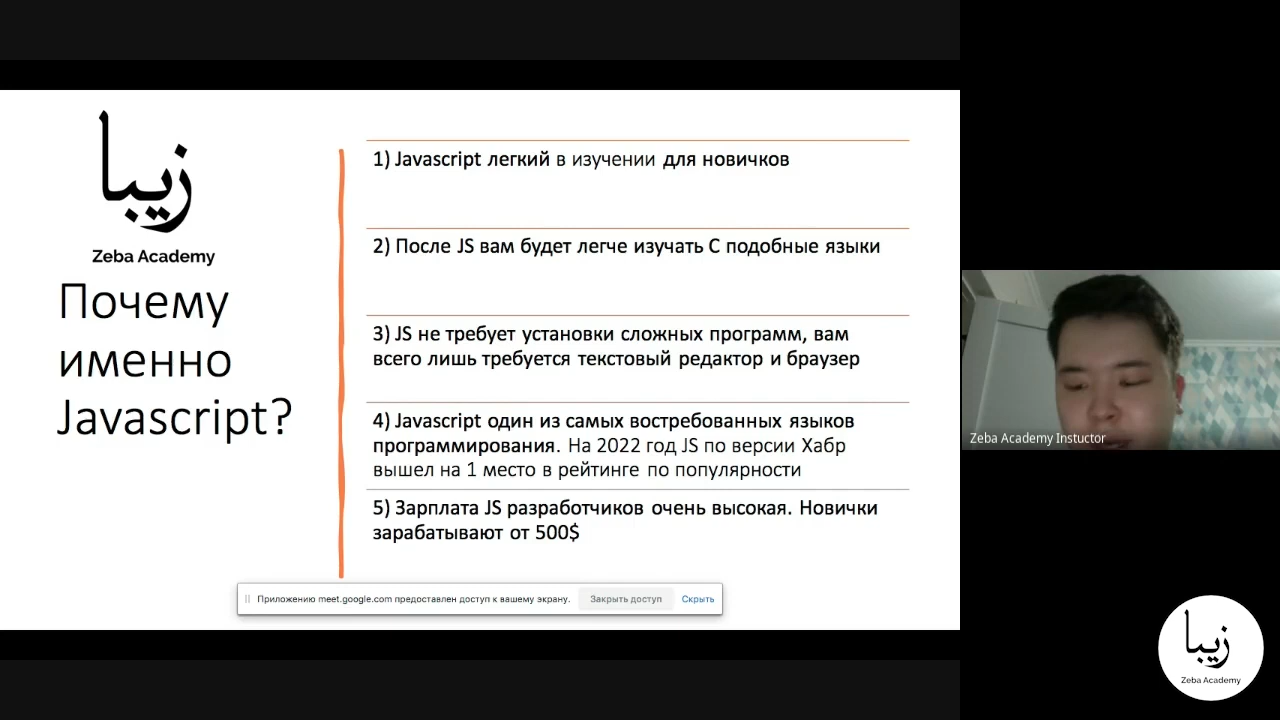 زيبا
Zeba Academy
Почему
именно
Javascript?
1) Javascript легкий в изучении для новичков
2) После JS вам будет легче изучать C подобные языки
3) JS не требует установки сложных программ, вам
всего лишь требуется текстовый редактор и браузер
4) Javascript один из самых востребованных языков
программирования. На 2022 год JS по версии Хабр
вышел на 1 место в рейтинге по популярности
5) Зарплата JS разработчиков очень высокая. Новички
зарабатывают от 500$
Приложению meet.google.com предоставлен доступ к вашему экрану.
Закрыть доступ
Скрыть
Zeba Academy Instuctor
زيبا
Zeba Academy